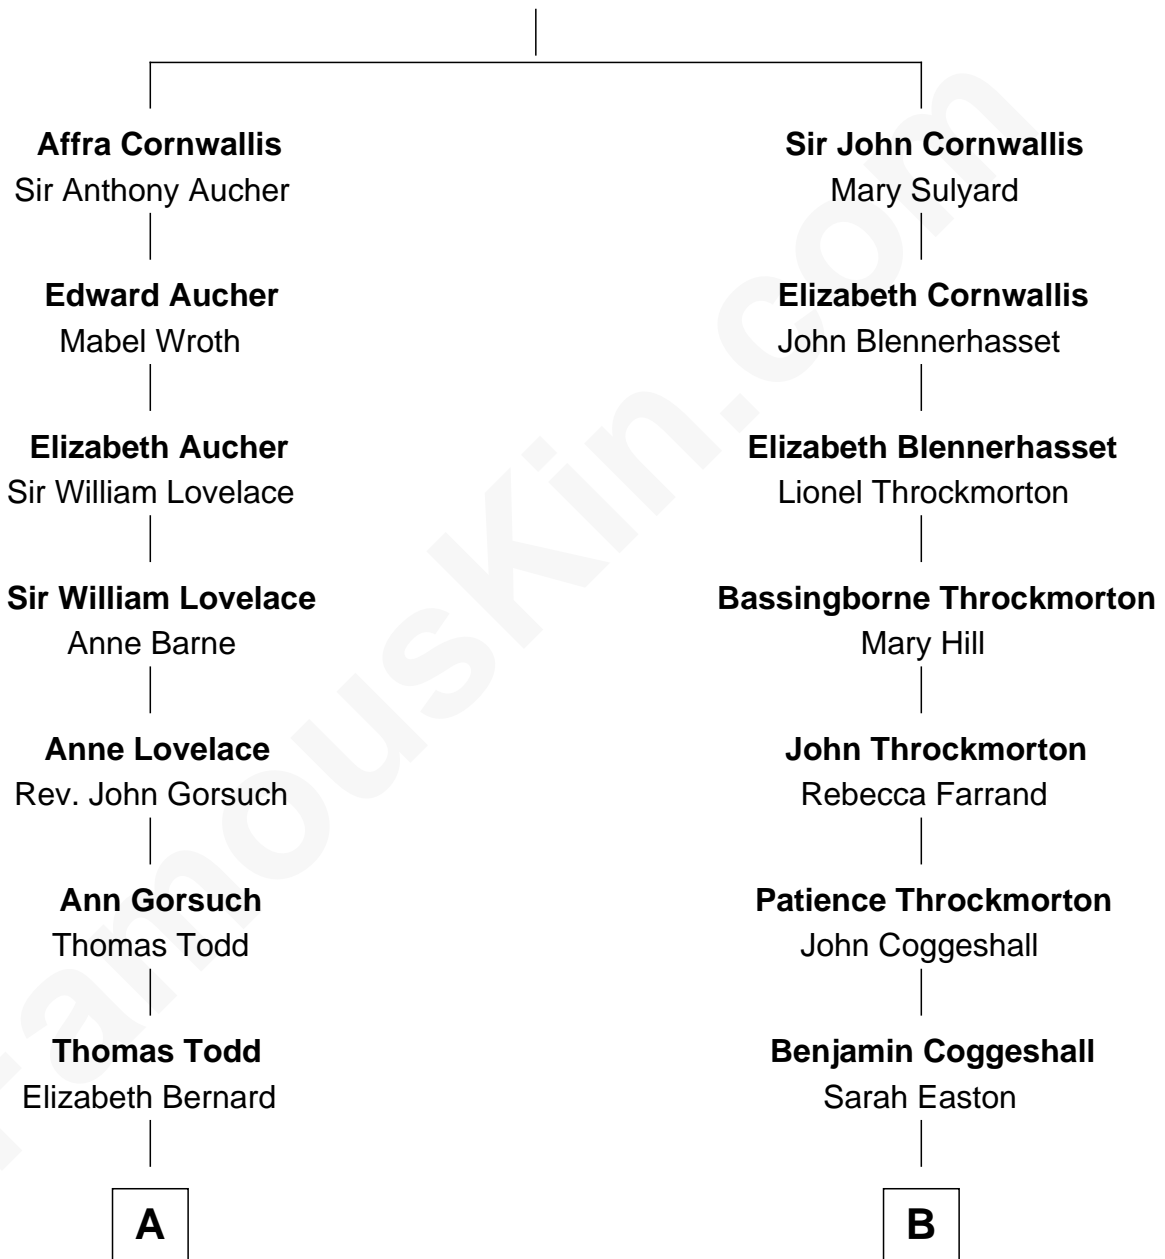 Affra Cornwallis
Sir Anthony Aucher
Edward Aucher
Mabel Wroth
Elizabeth Aucher
Sir William Lovelace
Sir William Lovelace
Anne Barne
Anne Lovelace
Rev. John Gorsuch
Ann Gorsuch
Thomas Todd
Thomas Todd
Elizabeth Bernard
A
Sir John Cornwallis
Mary Sulyard
Elizabeth Cornwallis
John Blennerhasset
Elizabeth Blennerhasset
Lionel Throckmorton
Bassingborne Throckmorton
Mary Hill
John Throckmorton
Rebecca Farrand
Patience Throckmorton
John Coggeshall
Benjamin Coggeshall
Sarah Easton
B
FamousKin.com